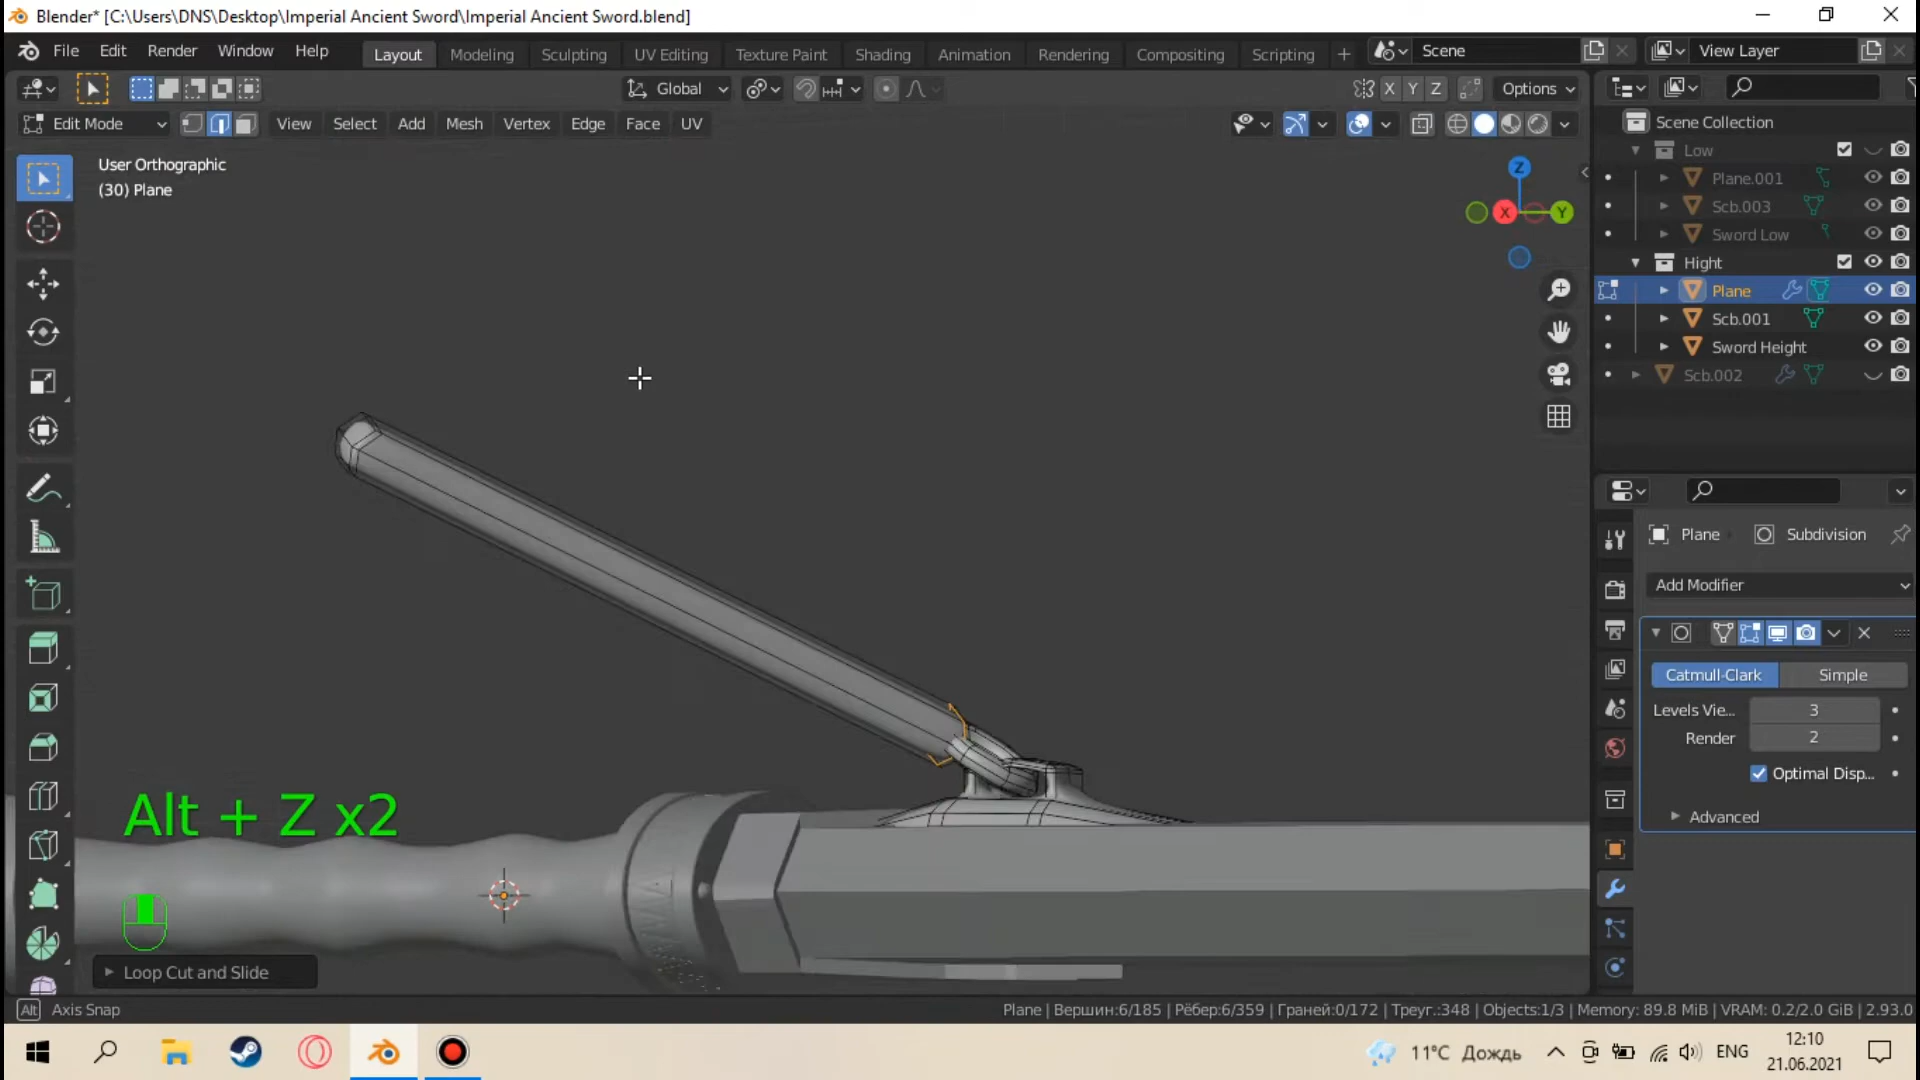 Blender* [C:\Users\DNS\Desktop\Imperial Ancient Sword\Imperial Ancient Sword.blend]
File Edit Render Window Help Layout Modeling Sculpting UV Editing Texture Paint Shading Animation Rendering Compositing Scripting + Scene View Layer
Global X Y Z Options
Edit Mode View Select Add Mesh Vertex Edge Face UV
User Orthographic
(30) Plane
Z
X Y
Scene Collection
Low
Plane.001
Scb.003
Sword Low
Hight
Plane
Scb.001
Sword Height
Scb.002
Plane Subdivision
Add Modifier
Catmull-Clark Simple
Levels Vie... 3
Render 2
Optimal Disp...
Advanced
Alt + Z x2
Loop Cut and Slide
Alt Axis Snap
Plane | Вершин:6/185 | Рёбер:6/359 | Граней:0/172 | Треуг.:348 | Objects:1/3 | Memory: 89.8 MiB | VRAM: 0.2/2.0 GiB | 2.93.0
11°C Дождь ENG 12:10
21.06.2021